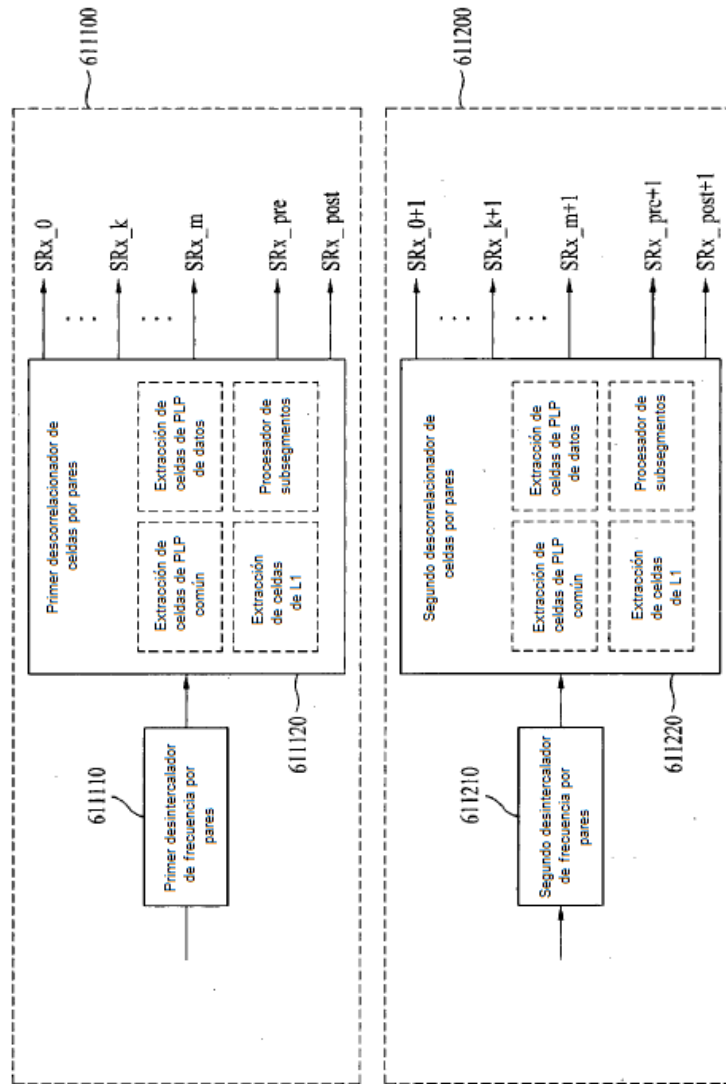 611100
611110
Primer desintercalador
de frecuencia por
pares
611120
Primer descorrelacionador de
celdas por pares
Extracción de
celdas de PLP
común
Extracción de
celdas de PLP
de datos
Extracción
de celdas
de L1
Procesador de
subsegmentos
SRx_0
SRx_k
SRx_m
SRx_pre
SRx_post
611200
611210
Segundo desintercalador
de frecuencia por
pares
611220
Segundo descorrelacionador de
celdas por pares
Extracción de
celdas de PLP
común
Extracción de
celdas de PLP
de datos
Extracción
de celdas
de L1
Procesador de
subsegmentos
SRx_0+1
SRx_k+1
SRx_m+1
SRx_prc+1
SRx_post+1